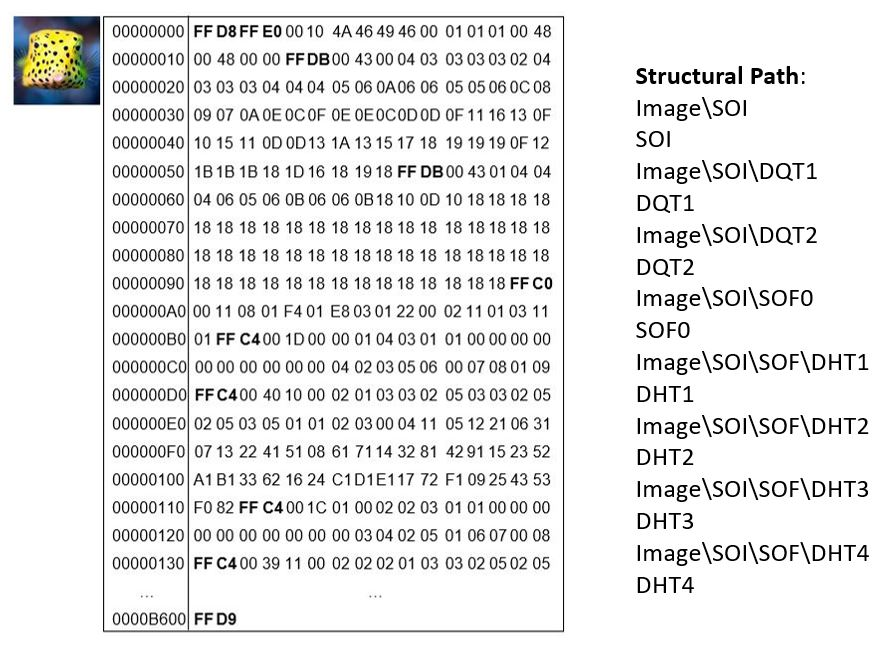 00000000 FF D8 FF E0 00 10 4A 46 49 46 00 01 01 01 00 48
00000010 00 48 00 00 FF DB 00 43 00 04 03 03 03 03 02 04
00000020 03 03 03 04 04 04 05 06 0A 06 06 05 05 06 0C 08
00000030 09 07 0A 0E 0C 0F 0E 0E 0C 0D 0D 0F 11 16 13 0F
00000040 10 15 11 0D 0D 13 1A 13 15 17 18 19 19 19 0F 12
00000050 1B 1B 1B 18 1D 16 18 19 18 FF DB 00 43 01 04 04
00000060 04 06 05 06 0B 06 06 0B 18 10 0D 10 18 18 18 18
00000070 18 18 18 18 18 18 18 18 18 18 18 18 18 18 18 18
00000080 18 18 18 18 18 18 18 18 18 18 18 18 18 18 18 18
00000090 18 18 18 18 18 18 18 18 18 18 18 18 18 18 FF C0
000000A0 00 11 08 01 F4 01 E8 03 01 22 00 02 11 01 03 11
000000B0 01 FF C4 00 1D 00 00 01 04 03 01 01 00 00 00 00
000000C0 00 00 00 00 00 00 04 02 03 05 06 00 07 08 01 09
000000D0 FF C4 00 40 10 00 02 01 03 03 02 05 03 03 02 05
000000E0 02 05 03 05 01 01 02 03 00 04 11 05 12 21 06 31
000000F0 07 13 22 41 51 08 61 71 14 32 81 42 91 15 23 52
00000100 A1 B1 33 62 16 24 C1 D1 E1 17 72 F1 09 25 43 53
00000110 F0 82 FF C4 00 1C 01 00 02 02 03 01 01 00 00 00
00000120 00 00 00 00 00 00 00 03 04 02 05 01 06 07 00 08
00000130 FF C4 00 39 11 00 02 02 02 01 03 03 02 05 02 05
... ...
0000B600 FF D9
Structural Path:
Image\SOI
SOI
Image\SOI\DQT1
DQT1
Image\SOI\DQT2
DQT2
Image\SOI\SOF0
SOF0
Image\SOI\SOF\DHT1
DHT1
Image\SOI\SOF\DHT2
DHT2
Image\SOI\SOF\DHT3
DHT3
Image\SOI\SOF\DHT4
DHT4